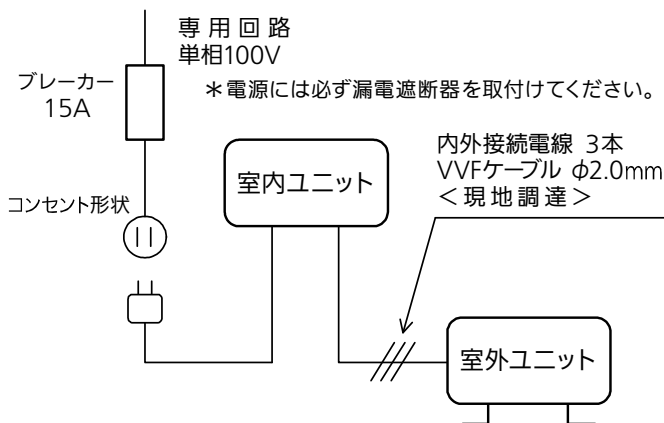 専用回路
単相100V
ブレーカー
15A
＊電源には必ず漏電遮断器を取付けてください。
内外接続電線 3本
VVFケーブル φ2.0mm
＜現地調達＞
室内ユニット
コンセント形状
室外ユニット